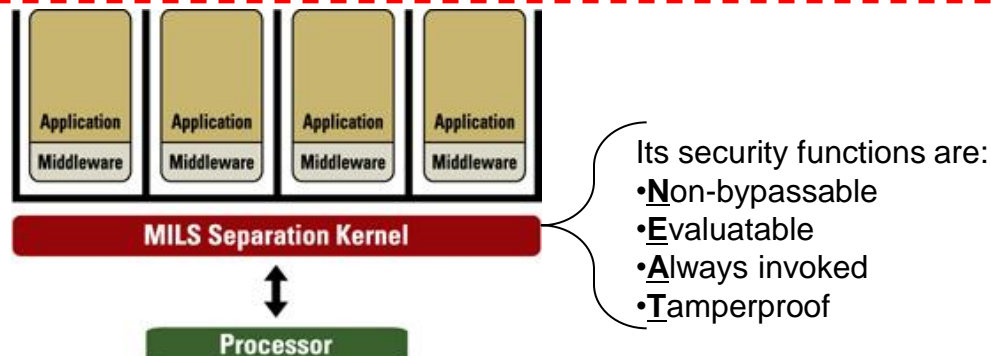 Application Application Application Application
Middleware Middleware Middleware Middleware
MILS Separation Kernel
Processor
Its security functions are:
•Non-bypassable
•Evaluatable
•Always invoked
•Tamperproof